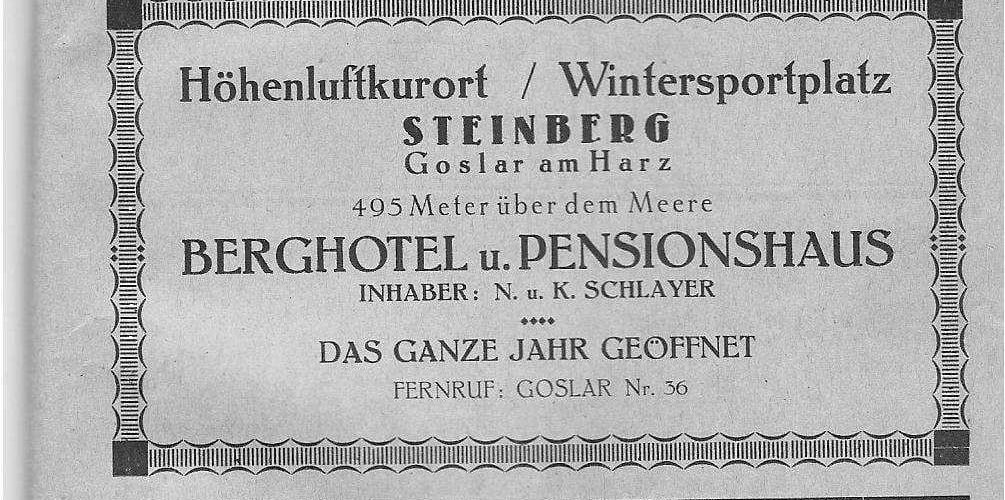 Höhenluftkurort / Wintersportplatz
STEINBERG
Goslar am Harz
495 Meter über dem Meere
BERGHOTEL u. PENSIONSHAUS
INHABER: N. u. K. SCHLAYER
DAS GANZE JAHR GEÖFFNET
FERNRUF: GOSLAR Nr. 36